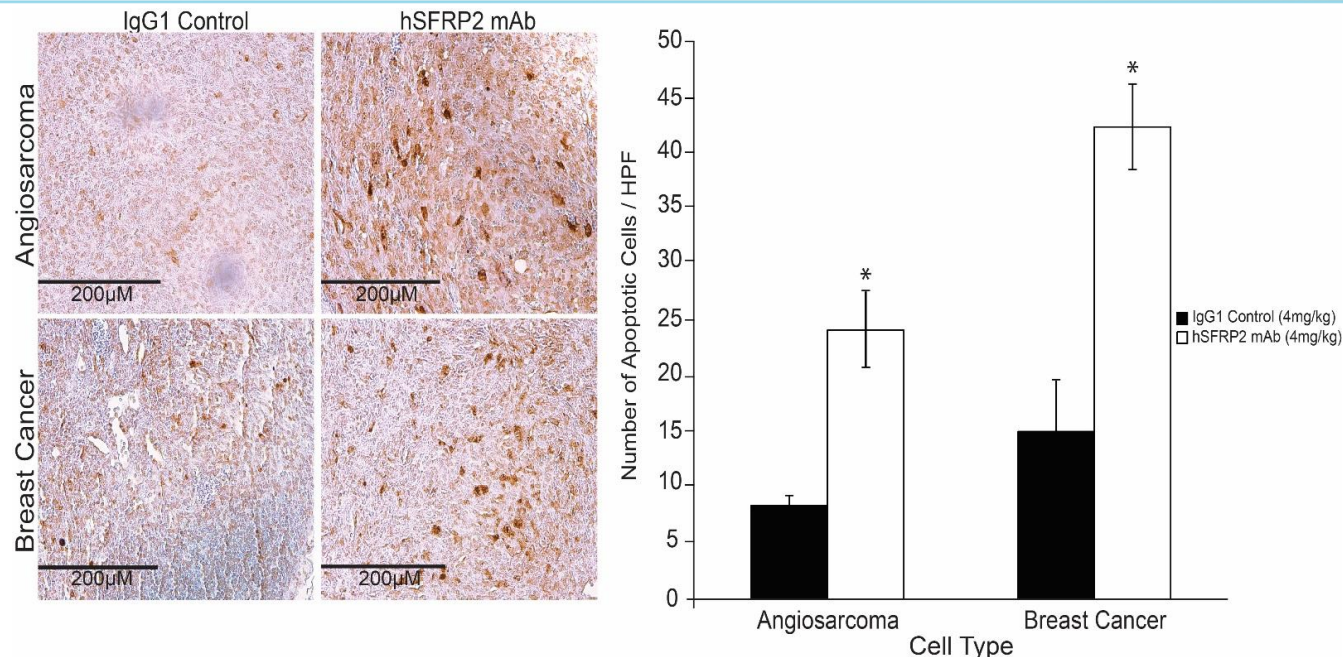 IgG1 Control
hSFRP2 mAb
Angiosarcoma
200µM
200µM
Breast Cancer
200µM
200µM
Number of Apoptotic Cells / HPF
50
45
40
35
30
25
20
15
10
5
0
*
*
Angiosarcoma
Breast Cancer
Cell Type
IgG1 Control (4mg/kg)
hSFRP2 mAb (4mg/kg)